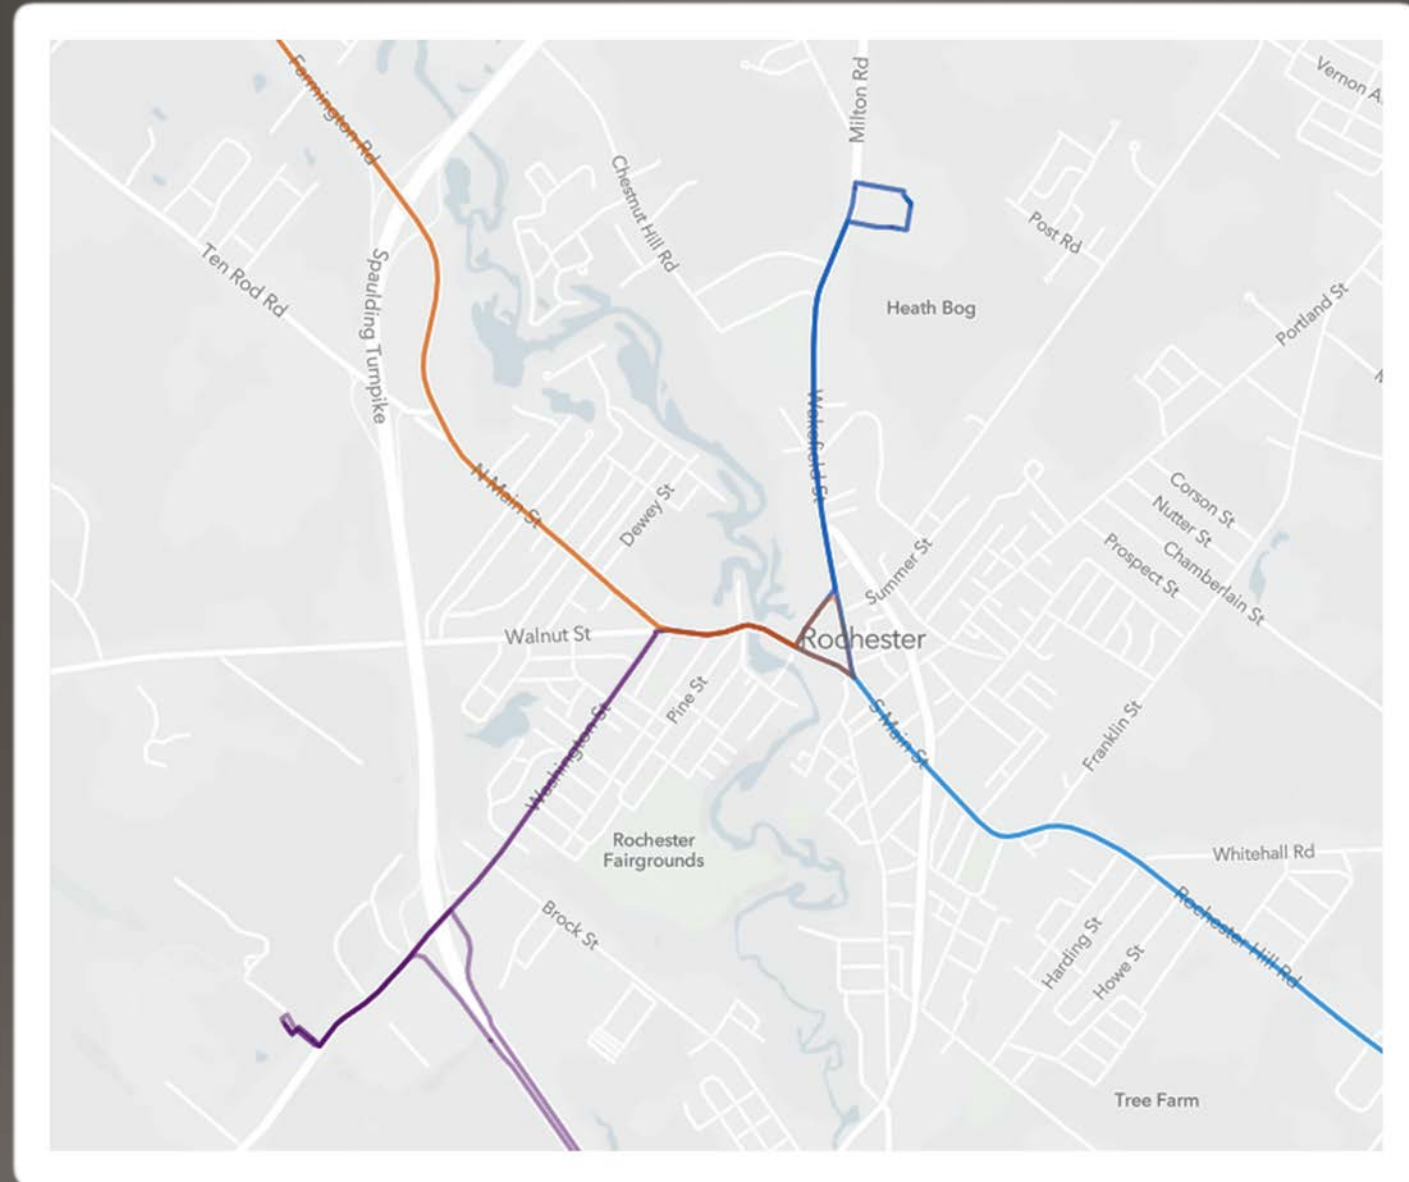 Farmington Rd
Milton Rd
Vernon A
Chestnut Hill Rd
Post Rd
Ten Rod Rd
Spaulding Turnpike
Heath Bog
Portland St
N
Wakefield St
N Main St
Dewey St
Corson St
Nutter St
Summer St
Prospect St
Chamberlain St
Walnut St
Rochester
Pine St
S Main St
Franklin St
Washington St
Rochester
Fairgrounds
Whitehall Rd
Brock St
Rochester Hill Rd
Harding St
Howe St
Tree Farm